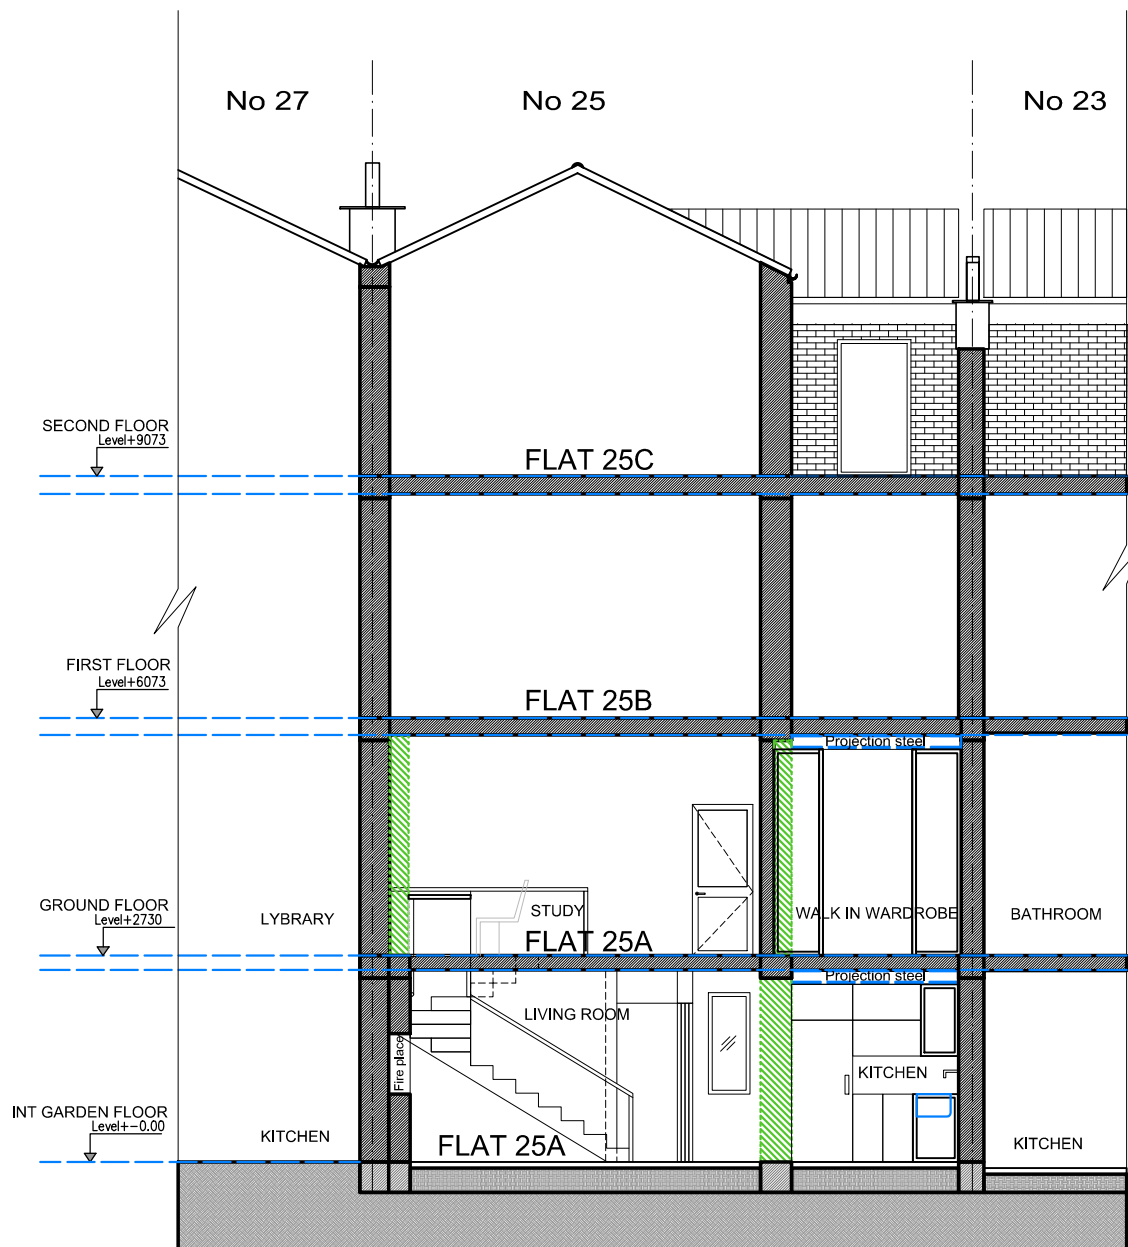 No 27
No 25
No 23
SECOND FLOOR
Level+9073
FLAT 25C
FIRST FLOOR
Level+6073
FLAT 25B
Projection steel
GROUND FLOOR
Level+2730
LYBRARY
STUDY
WALK IN WARDROBE
BATHROOM
FLAT 25A
Projection steel
LIVING ROOM
Fire place
KITCHEN
INT GARDEN FLOOR
Level+-0.00
KITCHEN
FLAT 25A
KITCHEN